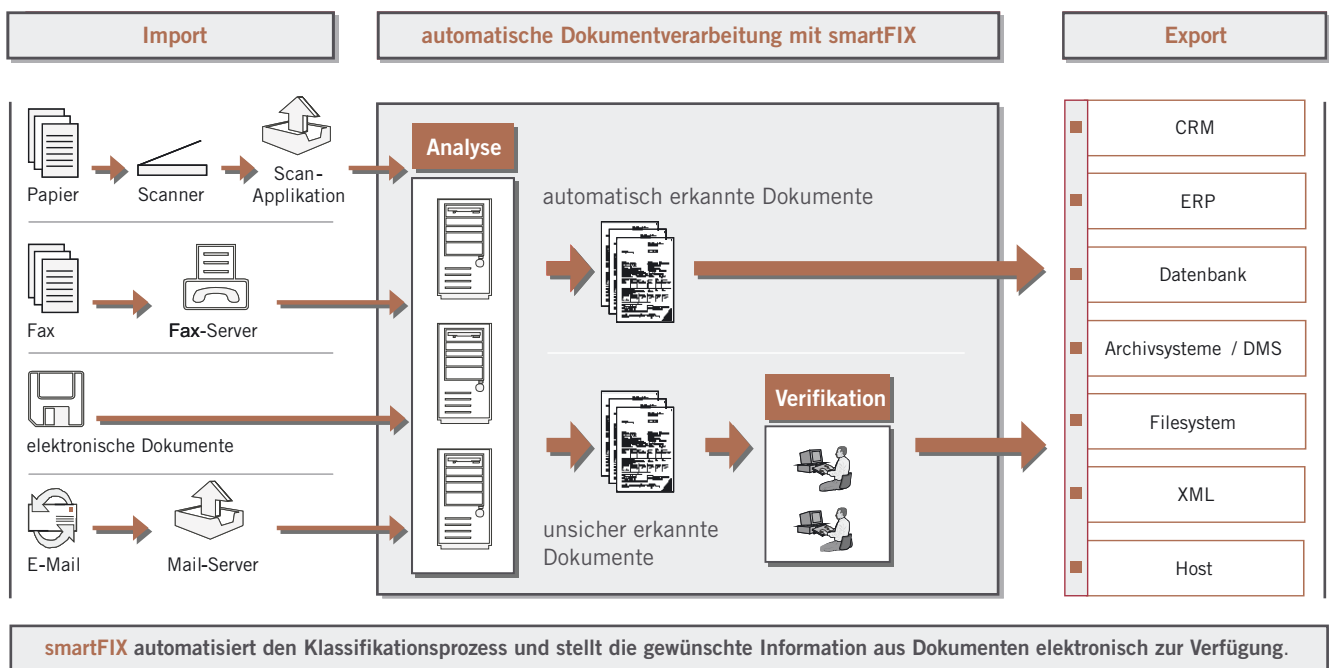 Import
automatische Dokumentverarbeitung mit smartFIX
Export
Papier
Scanner
Scan-
Applikation
Fax
Fax-Server
elektronische Dokumente
E-Mail
Mail-Server
Analyse
automatisch erkannte Dokumente
unsicher erkannte
Dokumente
Verifikation
CRM
ERP
Datenbank
Archivsysteme / DMS
Filesystem
XML
Host
smartFIX automatisiert den Klassifikationsprozess und stellt die gewünschte Information aus Dokumenten elektronisch zur Verfügung.